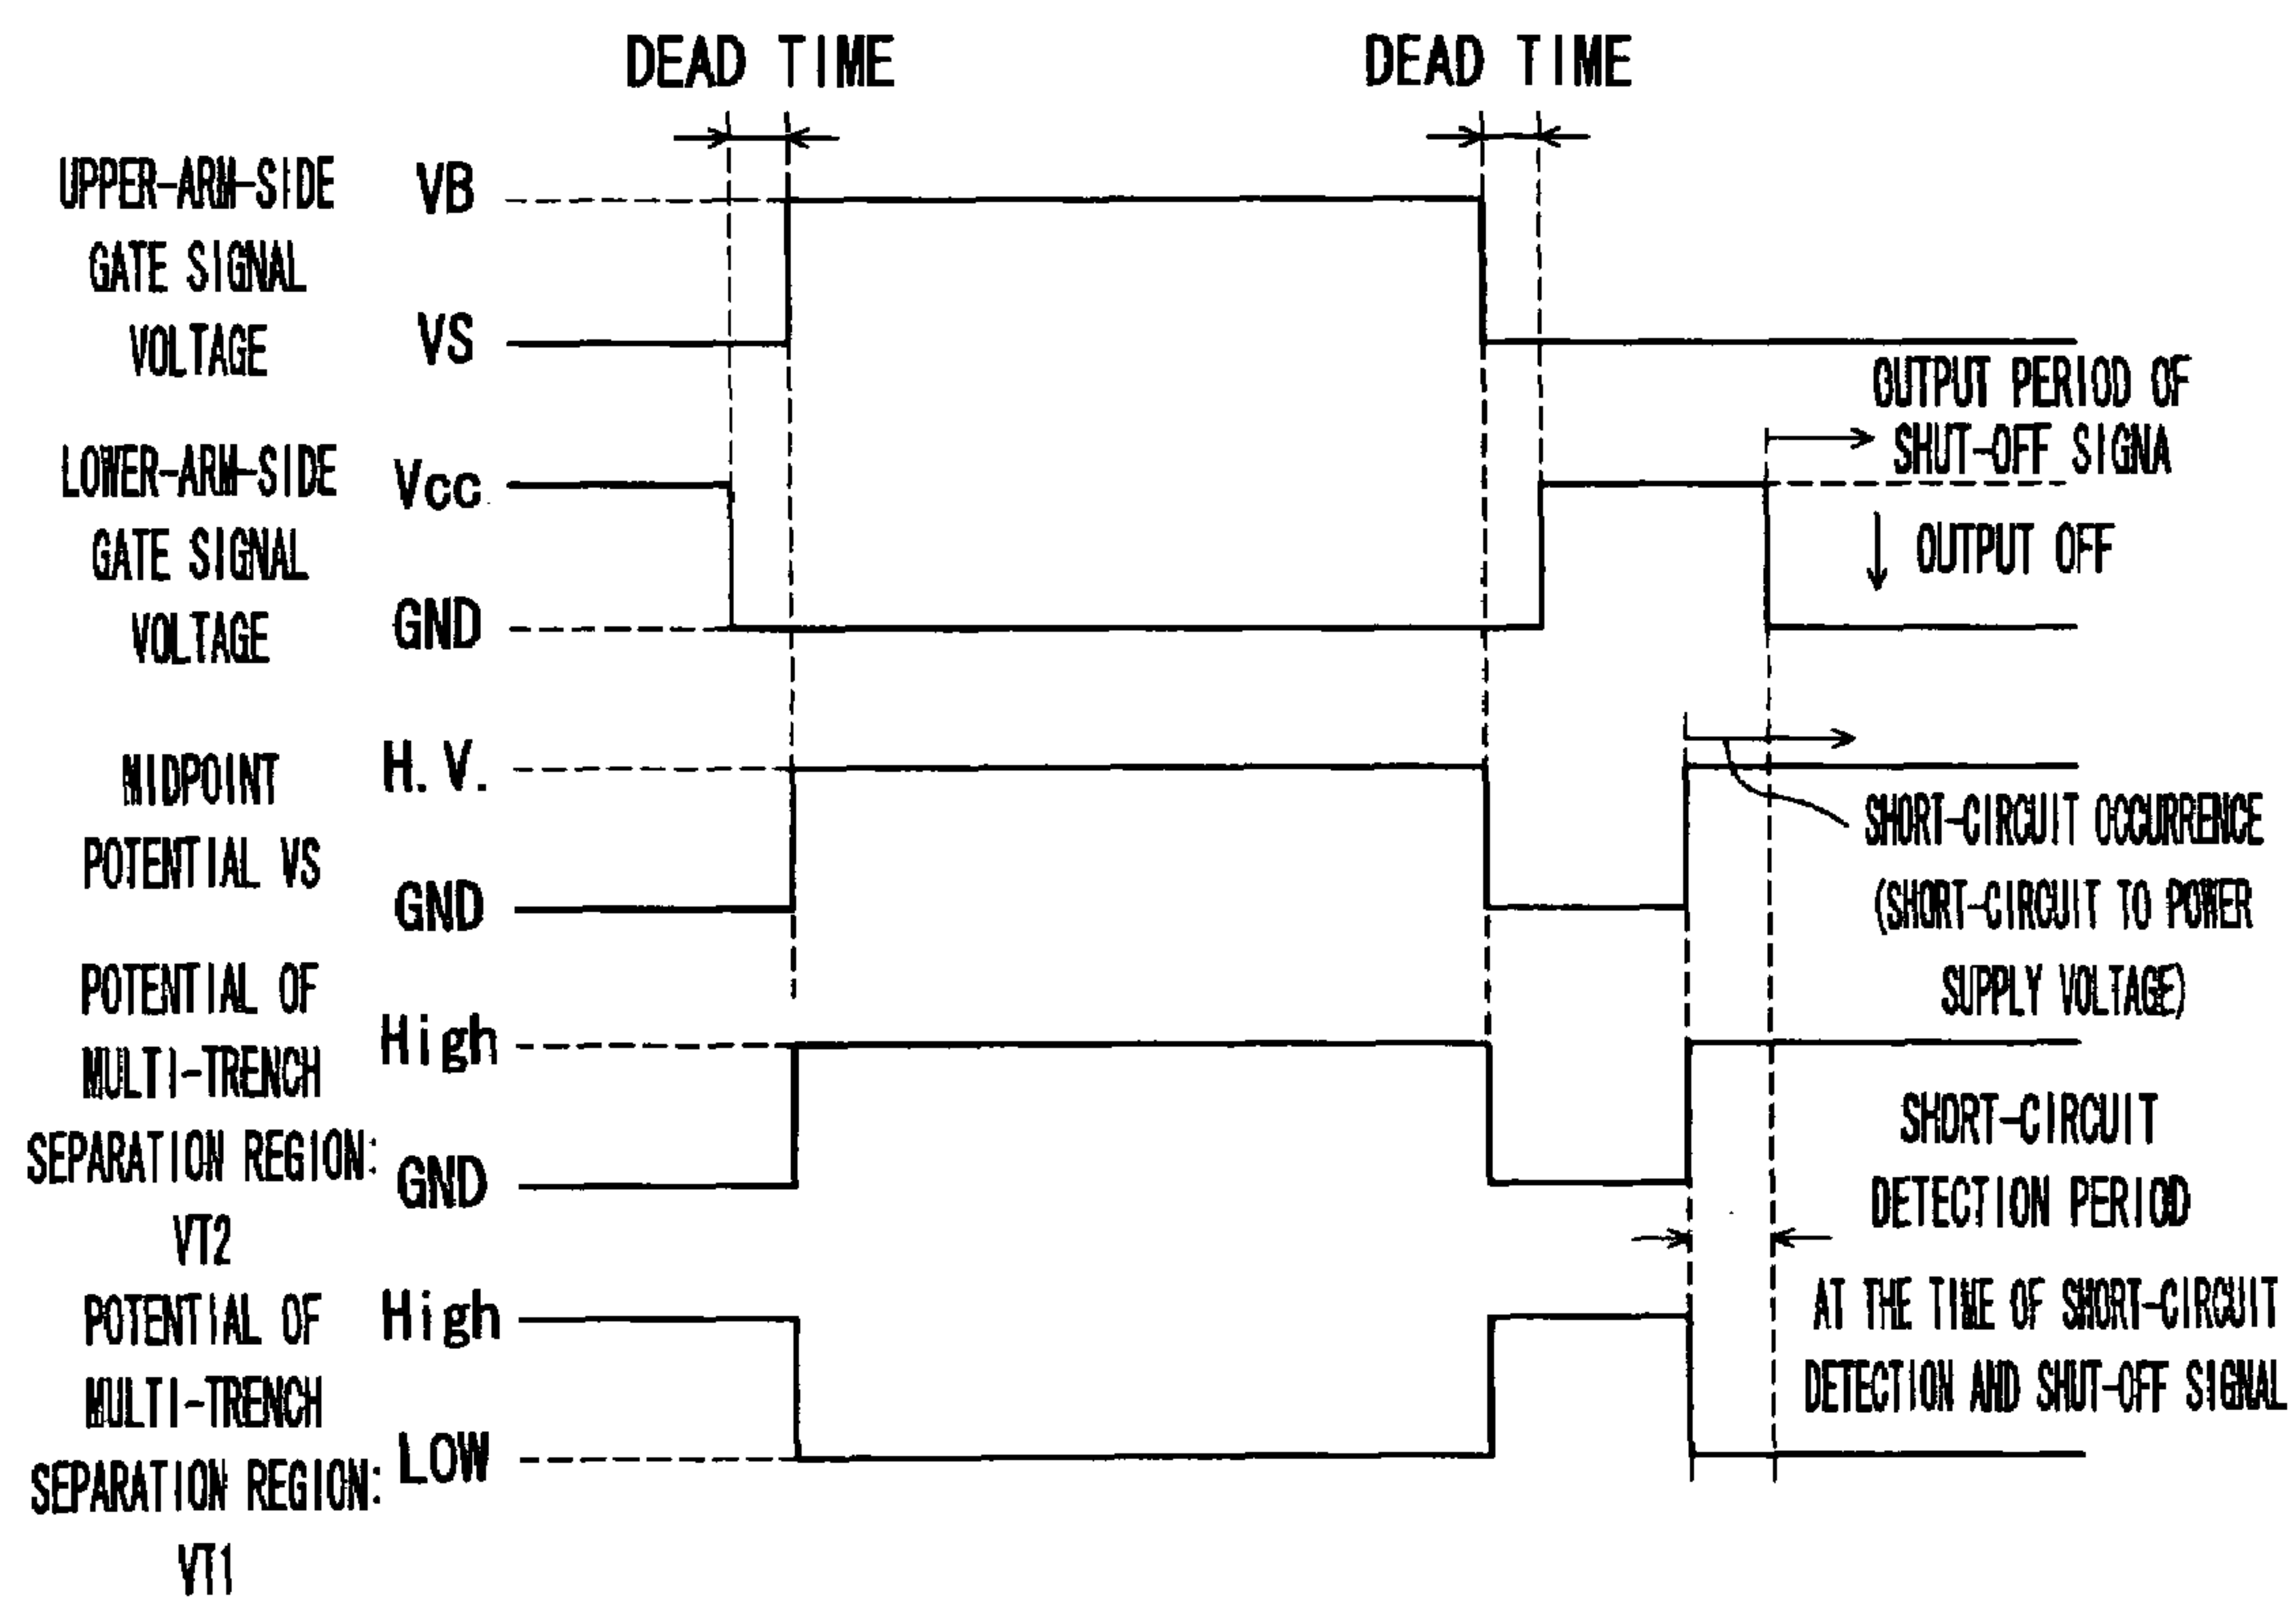 DEAD TIME
DEAD TIME
UPPER-ARM-SIDE
GATE SIGNAL
VOLTAGE
VB
VS
OUTPUT PERIOD OF
SHUT-OFF SIGNA
LOWER-ARM-SIDE
GATE SIGNAL
VOLTAGE
Vcc
GND
OUTPUT OFF
MIDPOINT
POTENTIAL VS
H.V.
GND
SHORT-CIRCUIT OCCURRENCE
(SHORT-CIRCUIT TO POWER
SUPPLY VOLTAGE)
POTENTIAL OF
MULTI-TRENCH
SEPARATION REGION:
VT2
High
GND
SHORT-CIRCUIT
DETECTION PERIOD
POTENTIAL OF
MULTI-TRENCH
SEPARATION REGION:
VT1
High
LOW
AT THE TIME OF SHORT-CIRCUIT
DETECTION AND SHUT-OFF SIGNAL